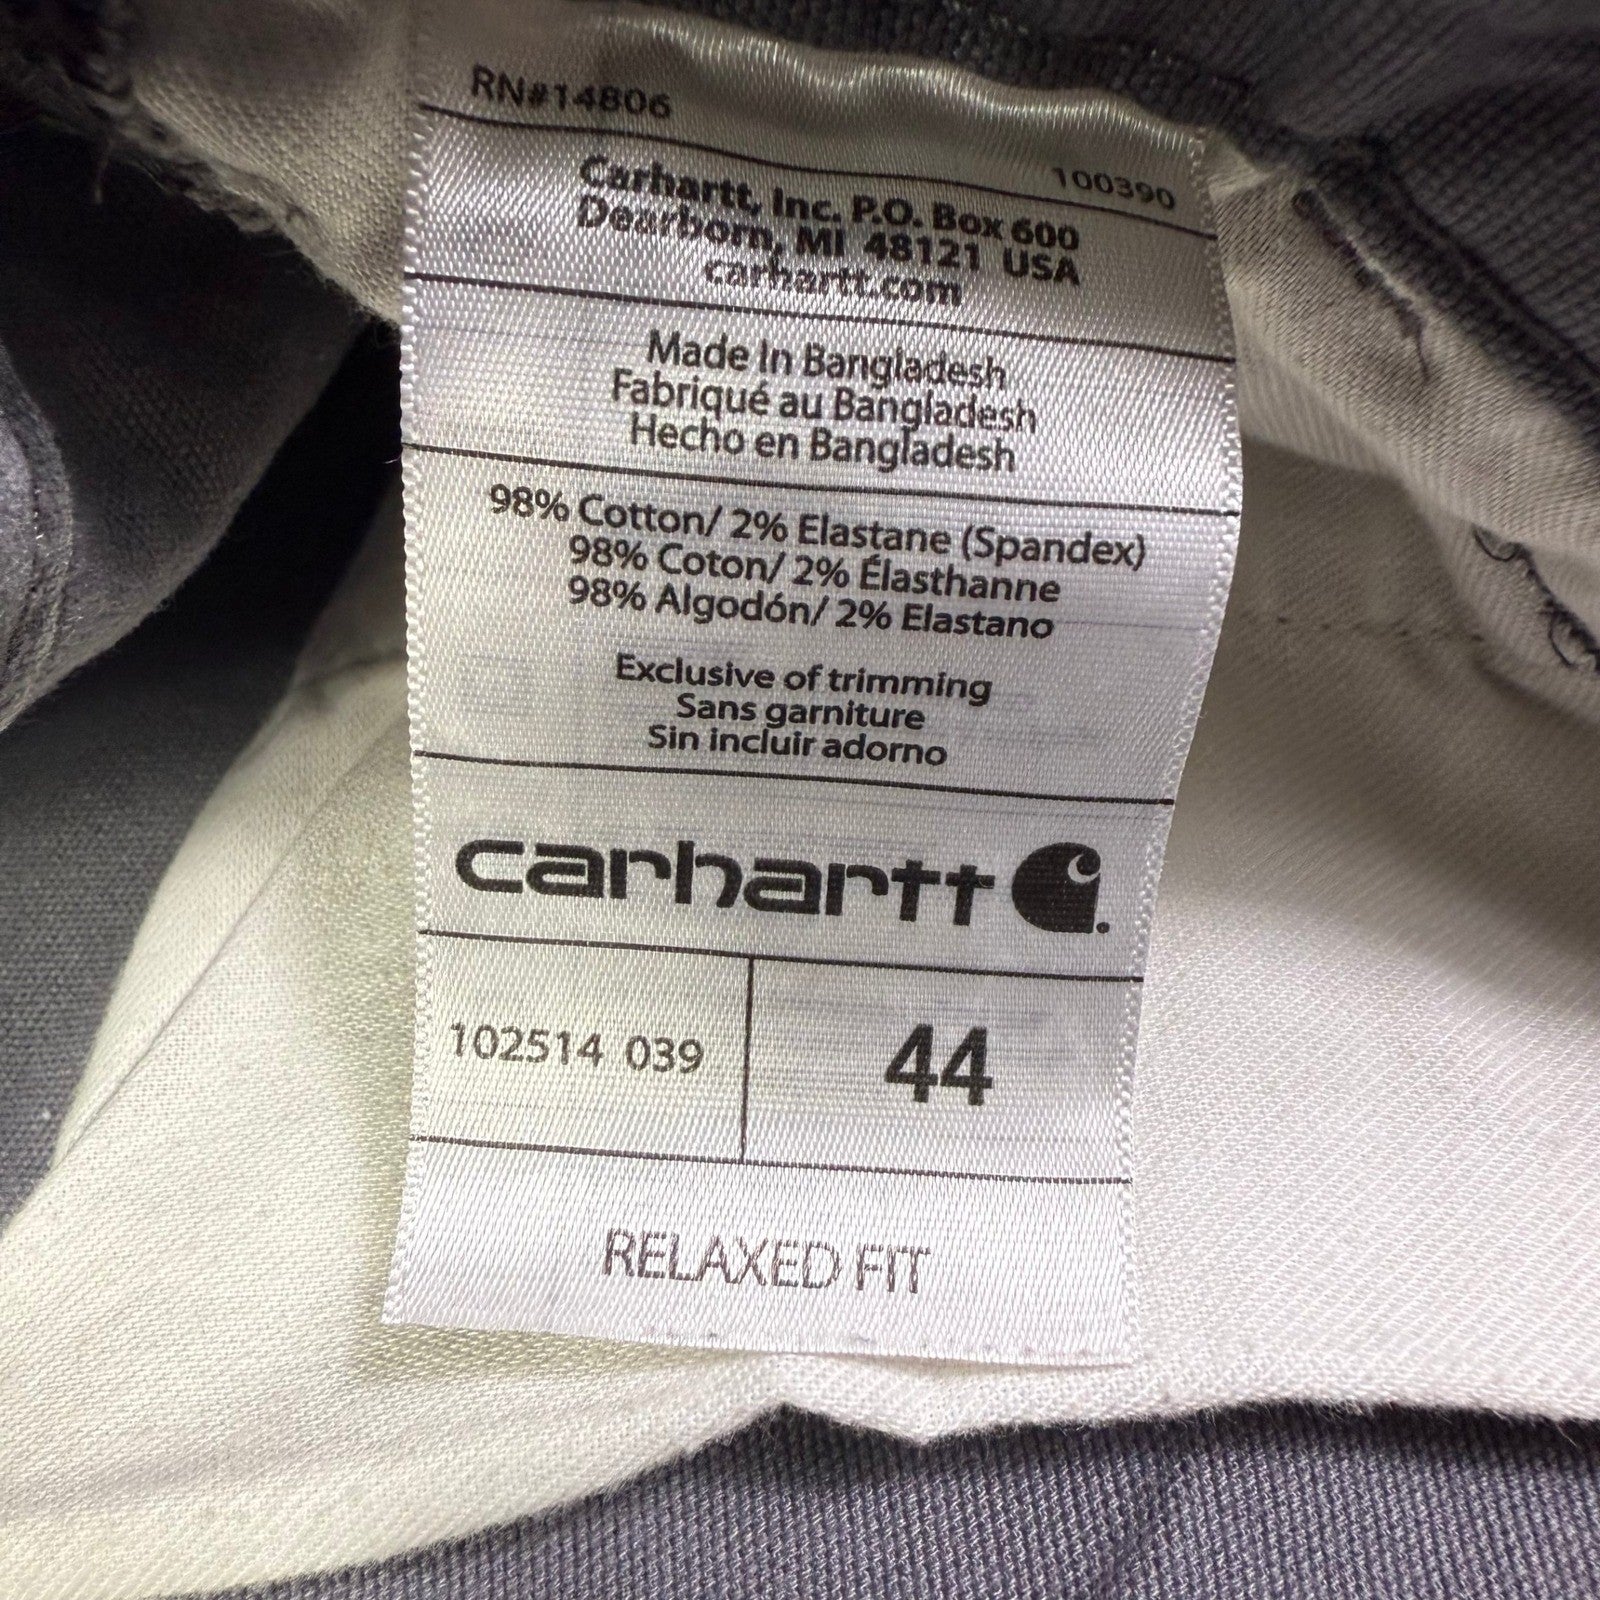 RN#14806
100390
Carhartt, Inc. P.O. Box 600
Dearborn, MI 48121 USA
carhartt.com
Made In Bangladesh
Fabriqué au Bangladesh
Hecho en Bangladesh
98% Cotton/ 2% Elastane (Spandex)
98% Coton/ 2% Élasthanne
98% Algodón/ 2% Elastano
Exclusive of trimming
Sans garniture
Sin incluir adorno
carhartt
102514 039
44
RELAXED FIT